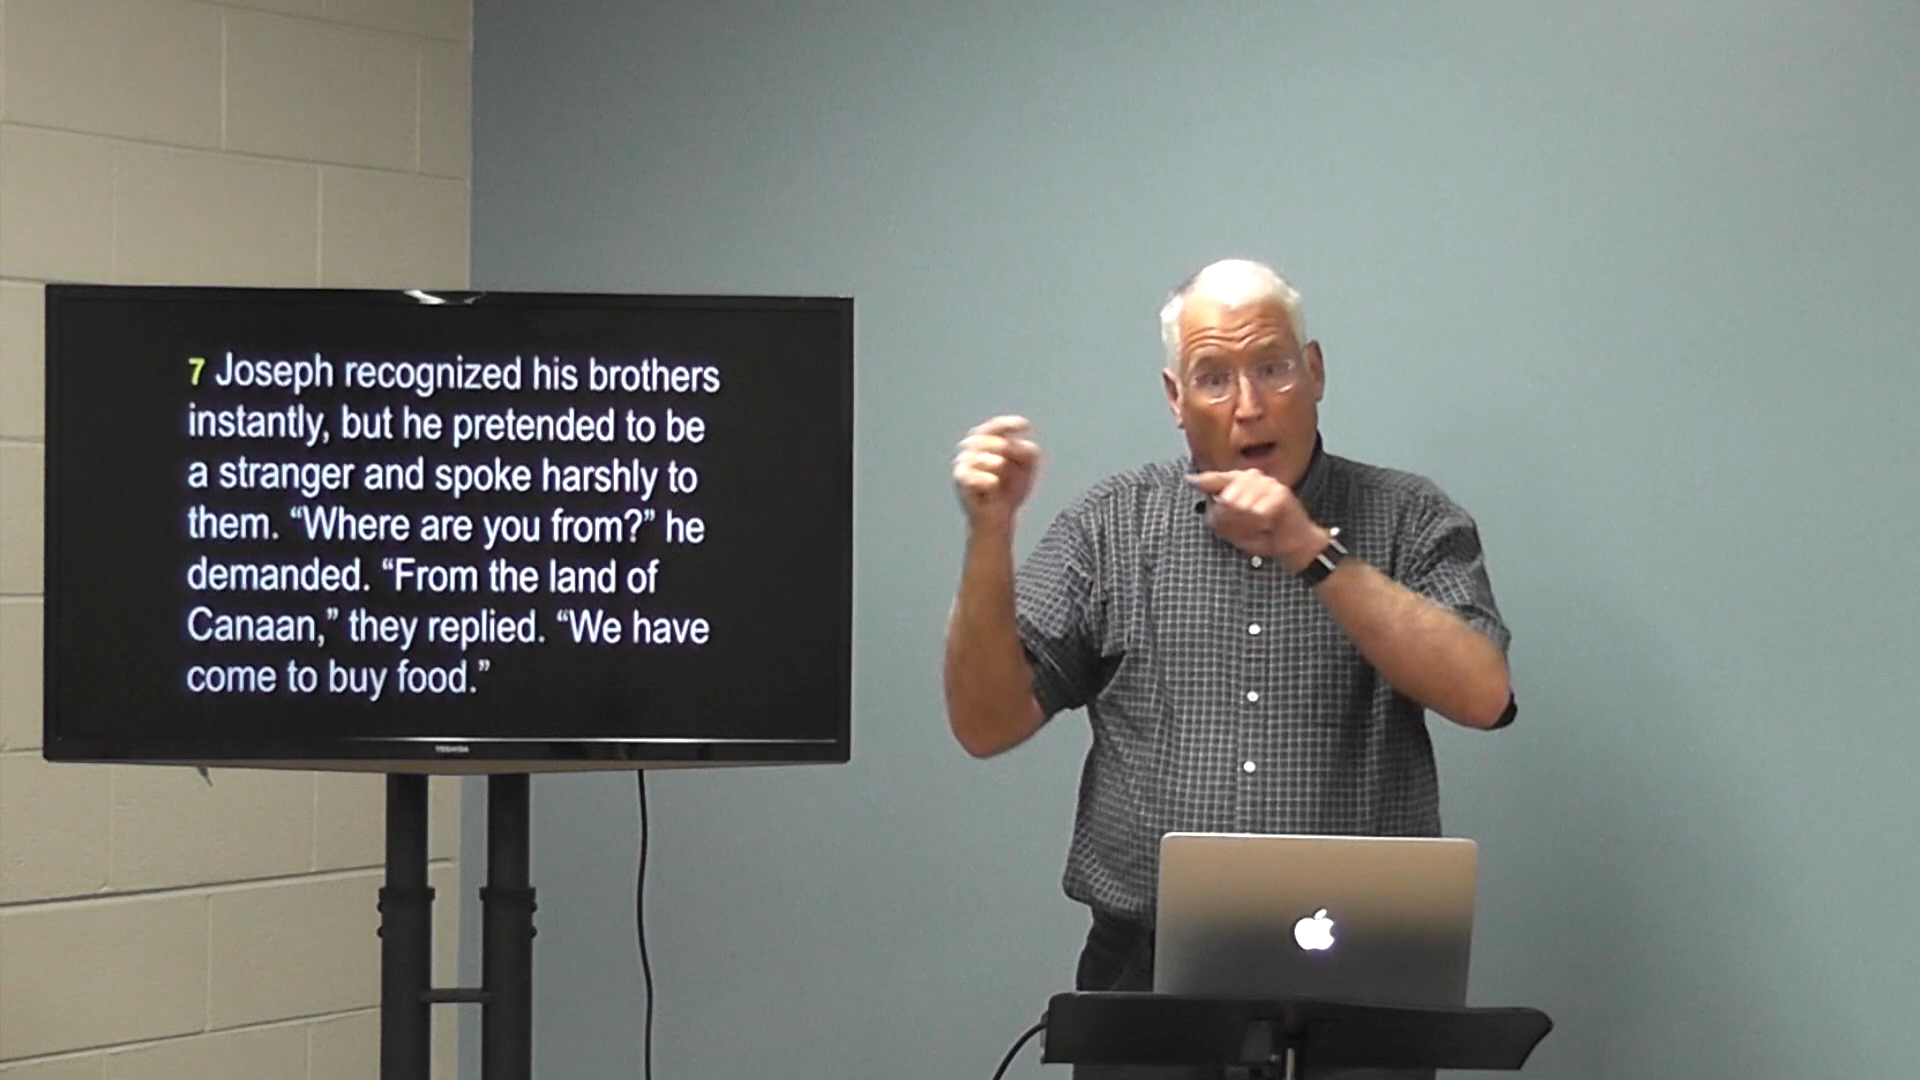 7 Joseph recognized his brothers
instantly, but he pretended to be
a stranger and spoke harshly to
them. “Where are you from?” he
demanded. “From the land of
Canaan,” they replied. “We have
come to buy food.”
TOSHIBA